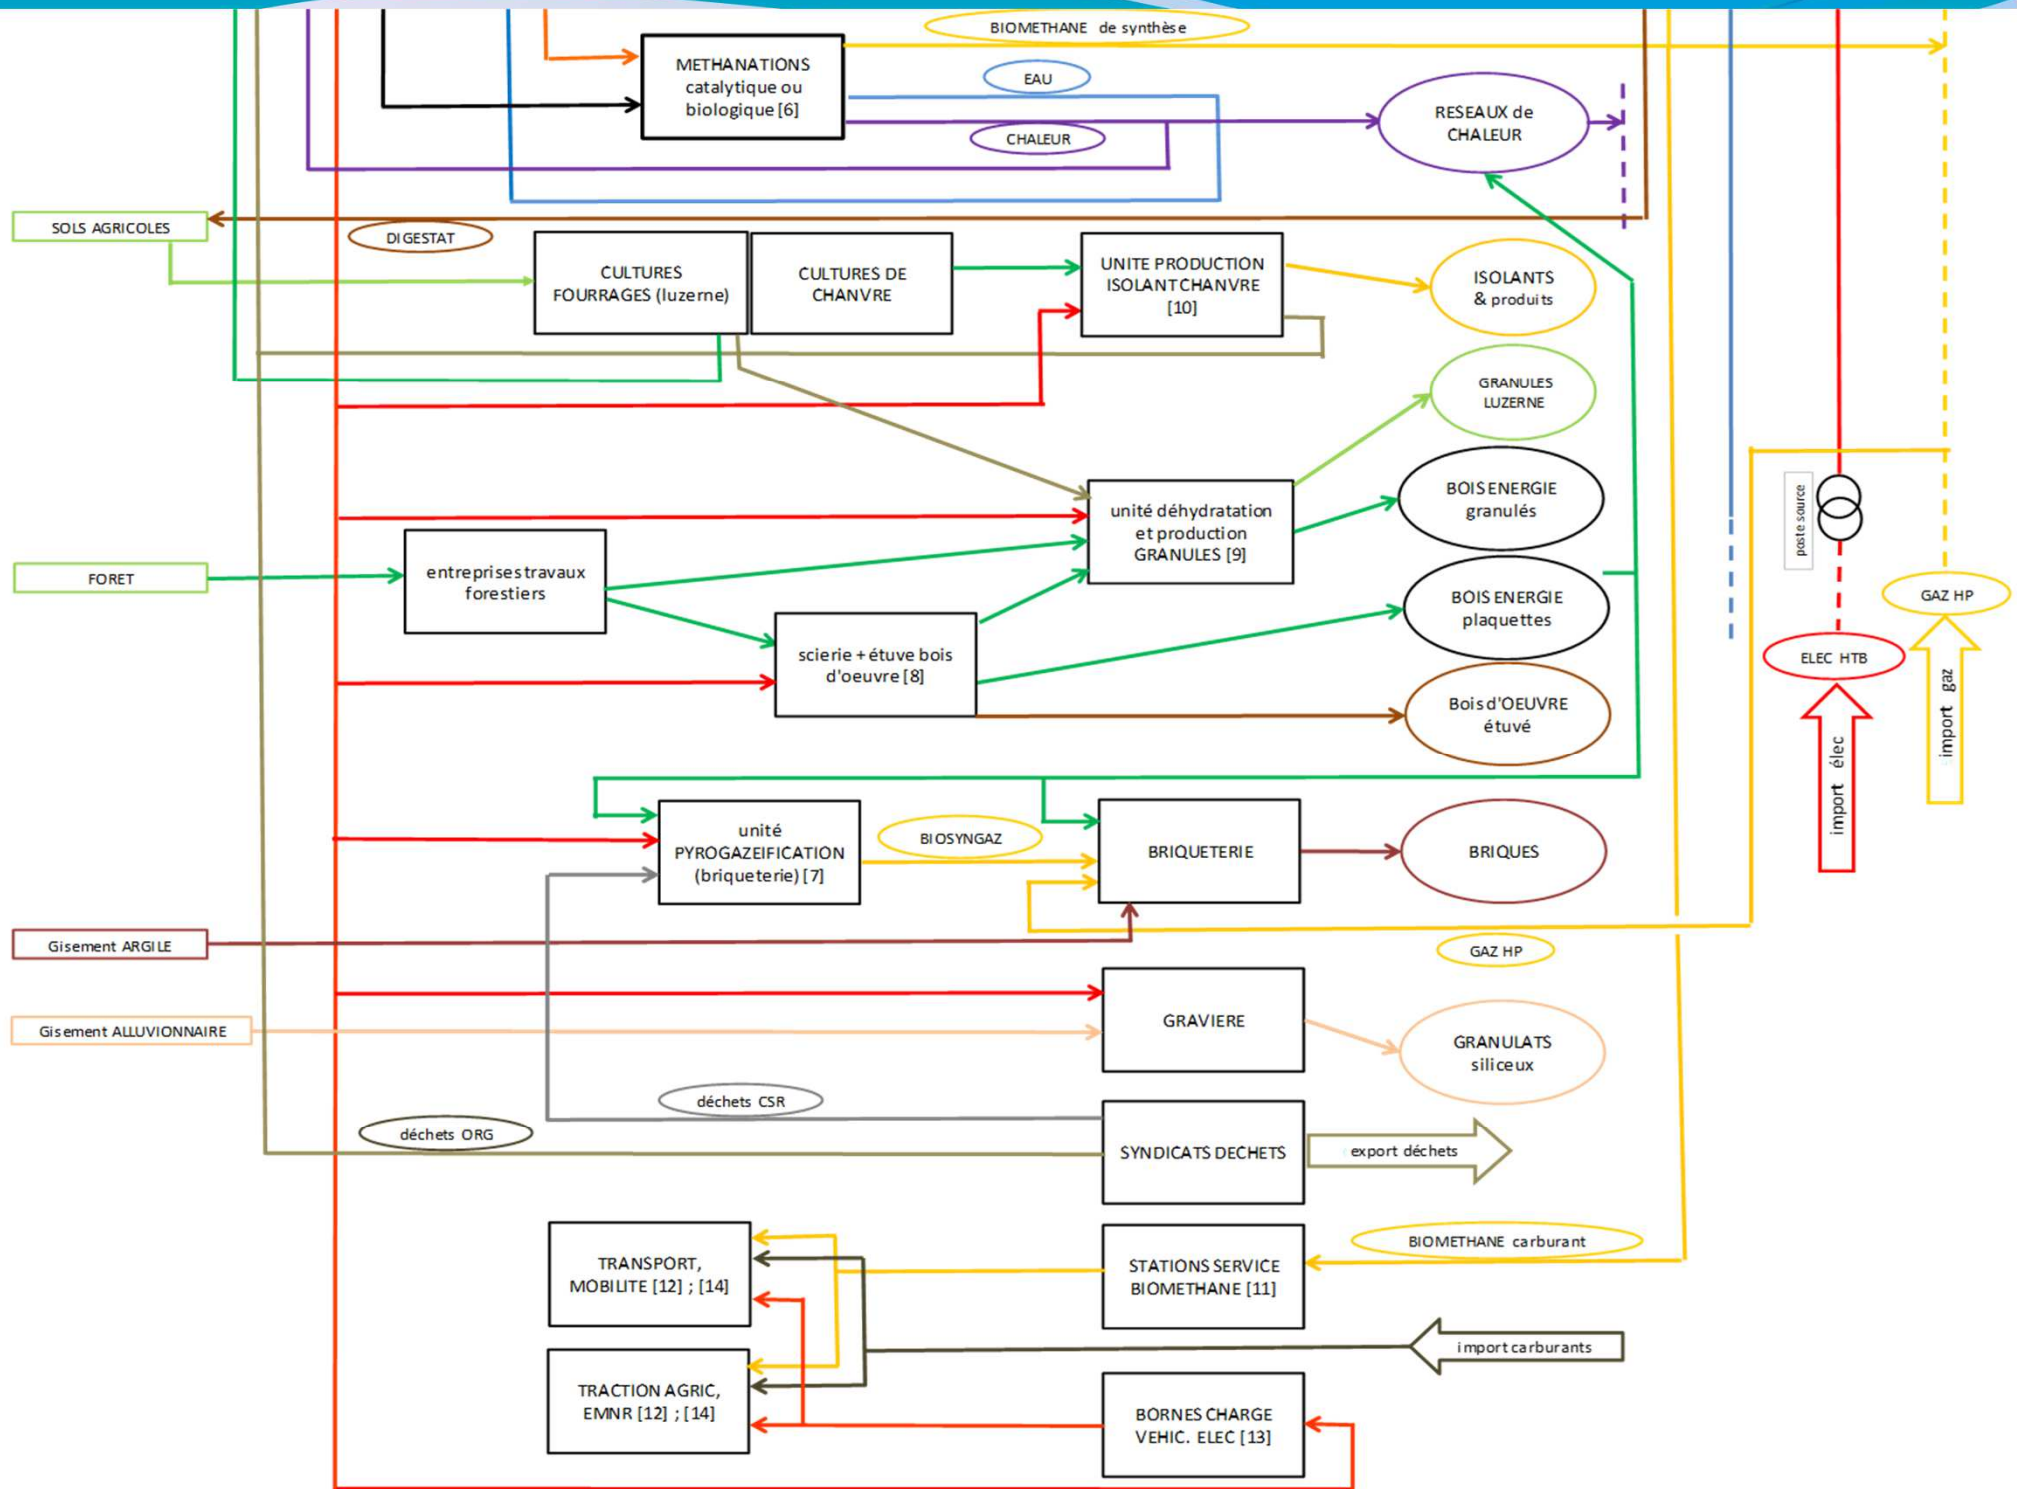 BIOMETHANE de synthèse
METHANATIONS
catalytique ou
biologique [6]
EAU
CHALEUR
RESEAUX de
CHALEUR
SOLS AGRICOLES
DIGESTAT
CULTURES
FOURRAGES (luzerne)
CULTURES DE
CHANVRE
UNITE PRODUCTION
ISOLANT CHANVRE
[10]
ISOLANTS
& produits
GRANULES
LUZERNE
unité déhydratation
et production
GRANULES [9]
BOIS ENERGIE
granulés
poste source
FORET
entreprises travaux
forestiers
BOIS ENERGIE
plaquettes
GAZ HP
scierie + étuve bois
d'oeuvre [8]
ELEC HTB
Bois d'OEUVRE
étuvé
import élec
import gaz
unité
PYROGAZEIFICATION
(briqueterie) [7]
BIOSYNGAZ
BRIQUETERIE
BRIQUES
Gisement ARGILE
GAZ HP
Gisement ALLUVIONNAIRE
GRAVIERE
GRANULATS
siliceux
déchets CSR
déchets ORG
SYNDICATS DECHETS
export déchets
TRANSPORT,
MOBILITE [12] ; [14]
STATIONS SERVICE
BIOMETHANE [11]
BIOMETHANE carburant
import carburants
TRACTION AGRIC,
EMNR [12] ; [14]
BORNES CHARGE
VEHIC. ELEC [13]